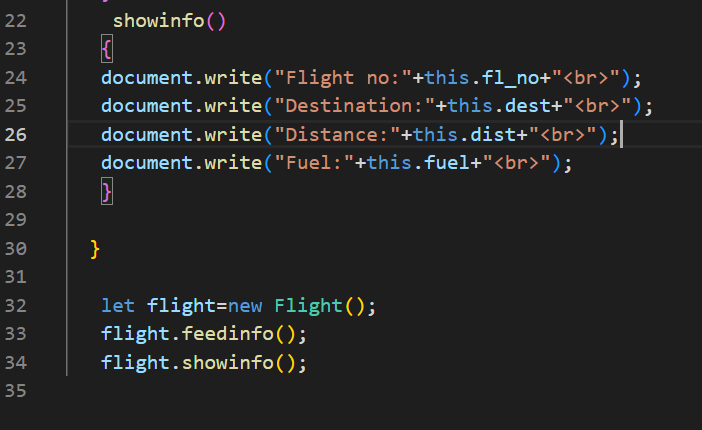 22 showinfo()
23 {
24 document.write("Flight no:"+this.fl_no+"<br>");
25 document.write("Destination:"+this.dest+"<br>");
26 document.write("Distance:"+this.dist+"<br>");
27 document.write("Fuel:"+this.fuel+"<br>");
28 }
29
30 }
31
32 let flight=new Flight();
33 flight.feedinfo();
34 flight.showinfo();
35